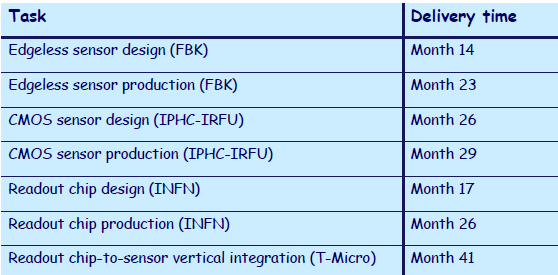 Task Delivery time
Edgeless sensor design (FBK) Month 14
Edgeless sensor production (FBK) Month 23
CMOS sensor design (IPHC-IRFU) Month 26
CMOS sensor production (IPHC-IRFU) Month 29
Readout chip design (INFN) Month 17
Readout chip production (INFN) Month 26
Readout chip-to-sensor vertical integration (T-Micro) Month 41